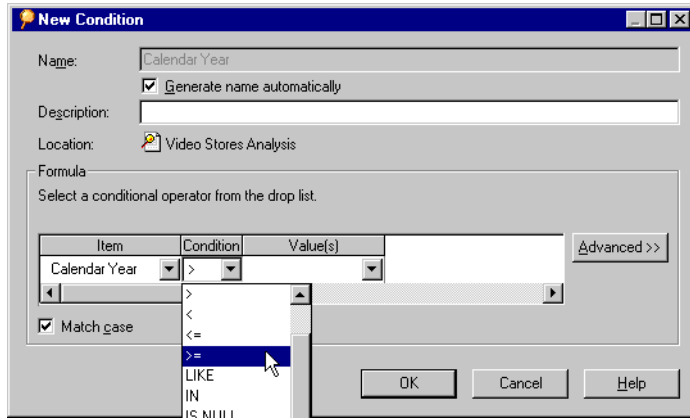 New Condition
Name: Calendar Year
Generate name automatically
Description:
Location: Video Stores Analysis
Formula
Select a conditional operator from the drop list.
Item Condition Value(s)
Advanced >>
Calendar Year >
>
<
Match case
<=
>=
LIKE
IN
IS NULL
OK Cancel Help